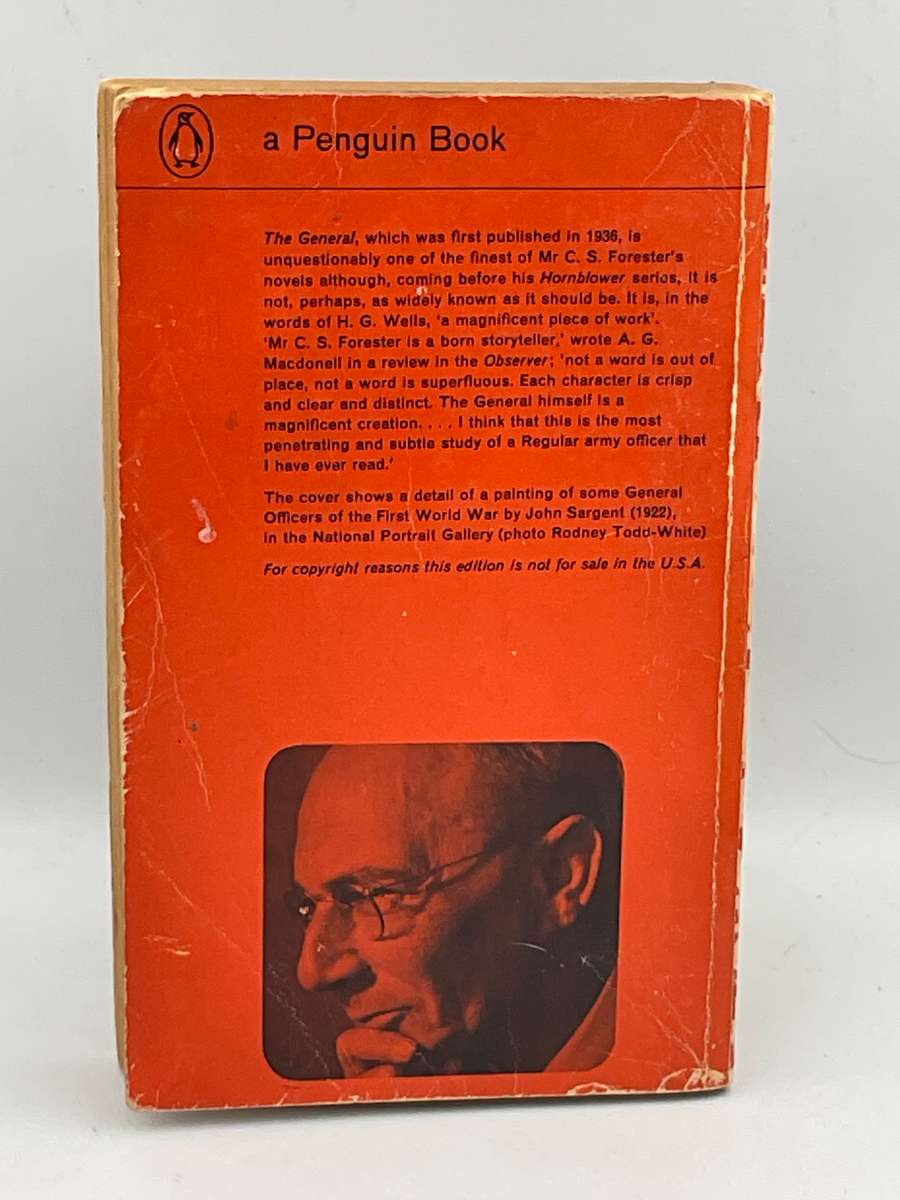 a Penguin Book
The General, which was first published in 1936, is
unquestionably one of the finest of Mr C. S. Forester's
novels although, coming before his Hornblower series, it is
not, perhaps, as widely known as it should be. It is, in the
words of H. G. Wells, 'a magnificent piece of work'.
'Mr C. S. Forester is a born storyteller,' wrote A. G.
Macdonell in a review in the Observer; 'not a word is out of
place, not a word is superfluous. Each character is crisp
and clear and distinct. The General himself is a
magnificent creation. . . . I think that this is the most
penetrating and subtle study of a Regular army officer that
I have ever read.'
The cover shows a detail of a painting of some General
Officers of the First World War by John Sargent (1922),
in the National Portrait Gallery (photo Rodney Todd-White)
For copyright reasons this edition is not for sale in the U.S.A.